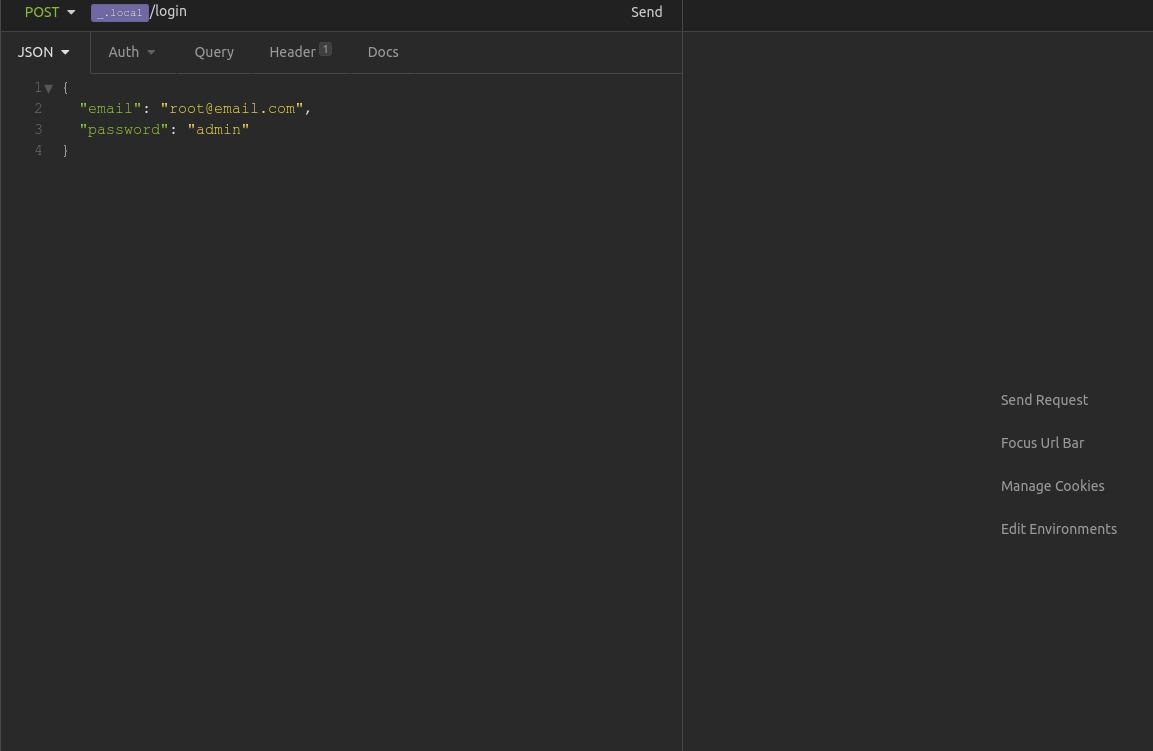 POST _.local/login Send
JSON Auth Query Header 1 Docs
1 {
2 "email": "root@email.com",
3 "password": "admin"
4 }
Send Request
Focus Url Bar
Manage Cookies
Edit Environments